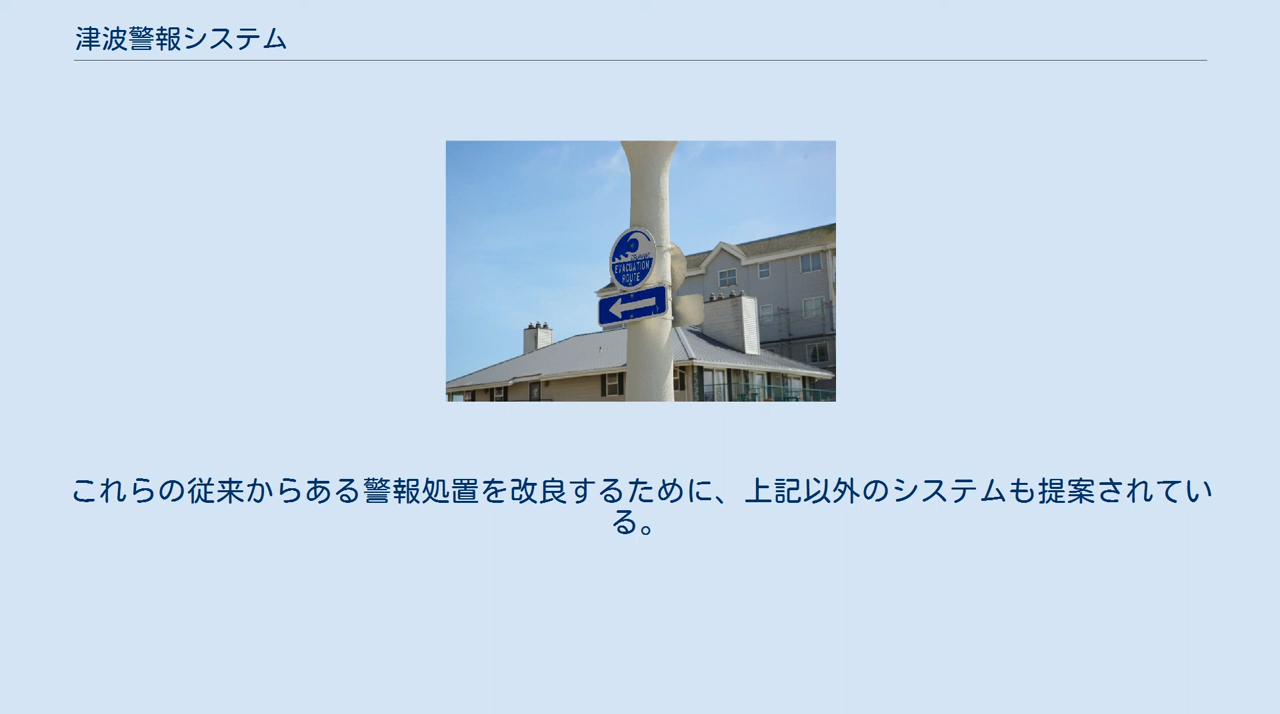 津波警報システム
EVACUATION
ROUTE
これらの従来からある警報処置を改良するために、上記以外のシステムも提案されてい
る。